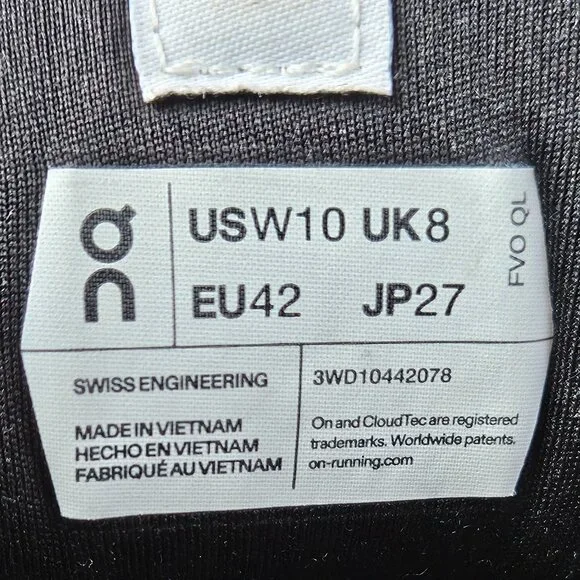 On
USW10 UK8
EU42 JP27
FVO QL
SWISS ENGINEERING
3WD10442078
MADE IN VIETNAM
HECHO EN VIETNAM
FABRIQUÉ AU VIETNAM
On and CloudTec are registered
trademarks. Worldwide patents.
on-running.com